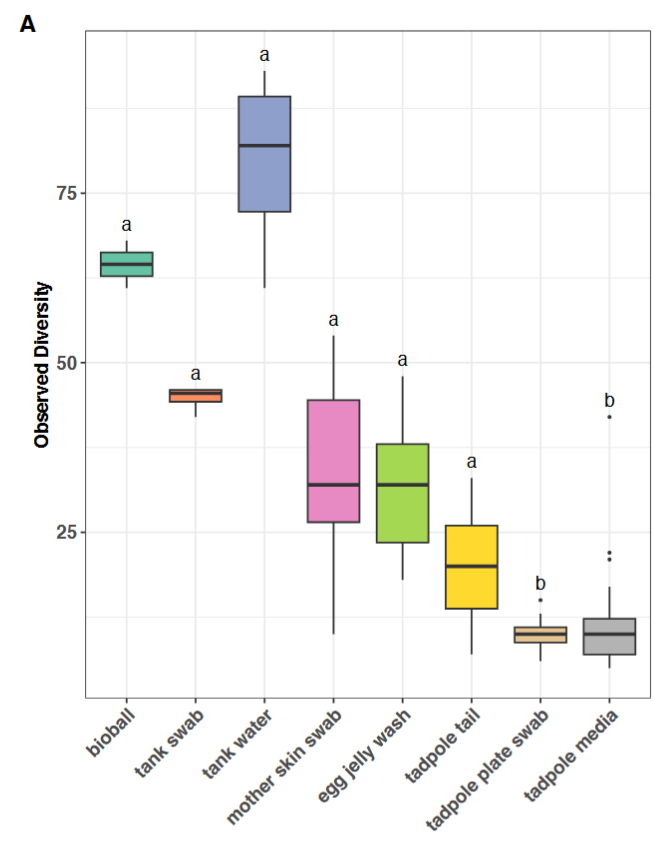 A
a
a
a
a
a
a
b
b
75
50
25
Observed Diversity
bioball
tank swab
tank water
mother skin swab
egg jelly wash
tadpole tail
tadpole plate swab
tadpole media